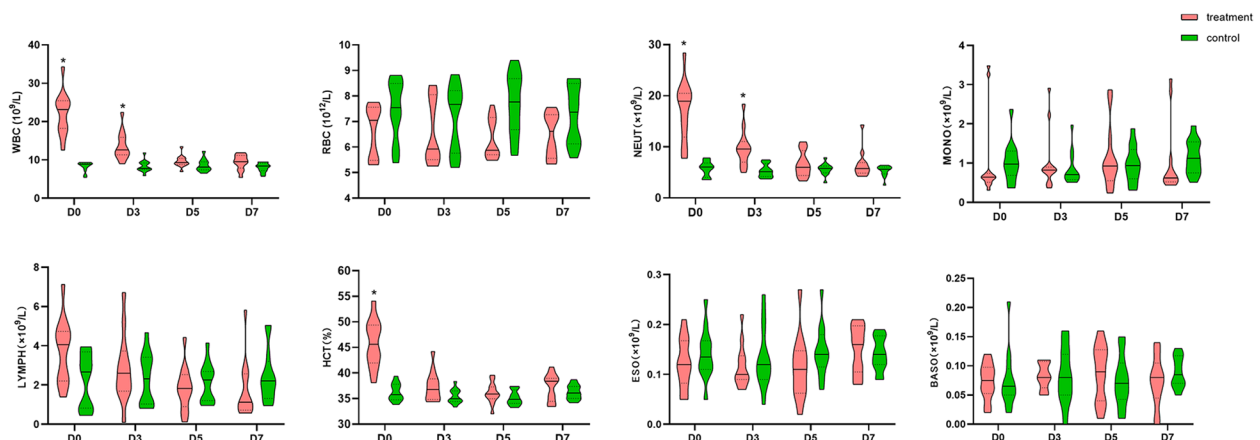 treatment
control
WBC (10⁹/L)
40
30
20
10
0
*
*
D0 D3 D5 D7
RBC (10¹²/L)
10
9
8
7
6
5
4
D0 D3 D5 D7
NEUT (×10⁹/L)
30
20
10
0
*
*
D0 D3 D5 D7
MONO (×10⁹/L)
4
3
2
1
0
D0 D3 D5 D7
LYMPH (×10⁹/L)
8
6
4
2
0
D0 D3 D5 D7
HCT (%)
60
55
50
45
40
35
30
*
D0 D3 D5 D7
ESO (×10⁹/L)
0.3
0.2
0.1
0.0
D0 D3 D5 D7
BASO (×10⁹/L)
0.25
0.20
0.15
0.10
0.05
0.00
D0 D3 D5 D7